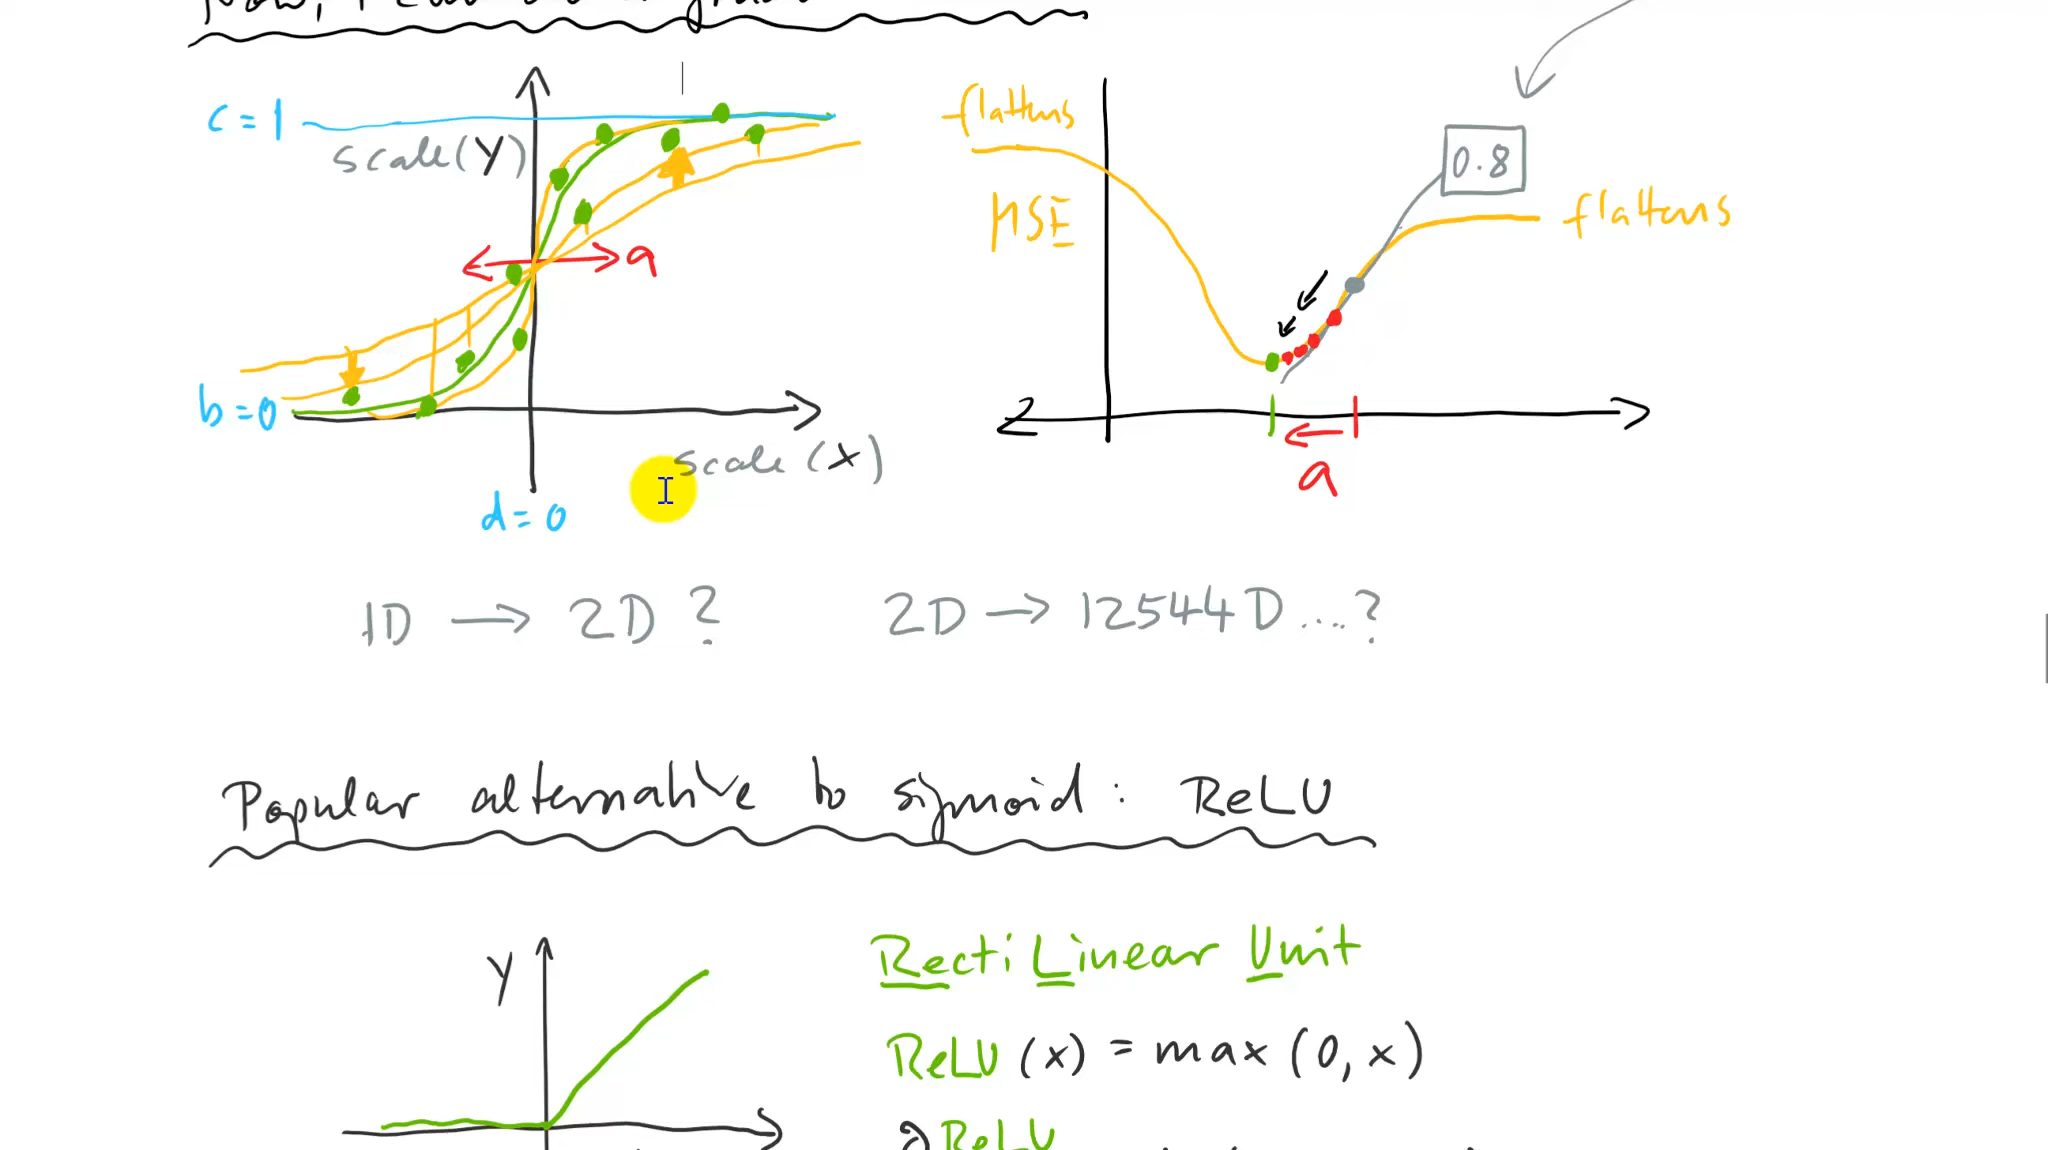 c = 1
scale(Y)
a
b = 0
scale (x)
d = 0
flattens
MSE
0.8
flattens
a
1D → 2D ?
2D → 12544D ....?
Popular alternative to sigmoid : ReLU
Y
RectiLinear Unit
ReLU (x) = max (0, x)
∂ReLU